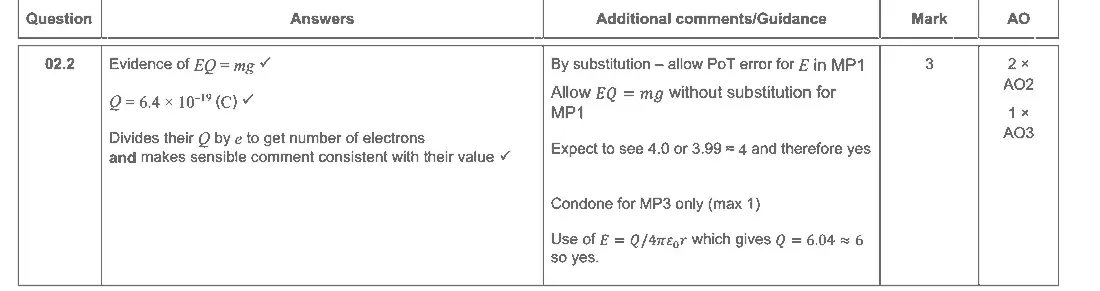 Question Answers Additional comments/Guidance Mark AO
02.2 Evidence of EQ = mg ✓ By substitution – allow PoT error for E in MP1 3 2 ×
AO2
Allow EQ = mg without substitution for
MP1
Q = 6.4 × 10⁻¹⁹ (C) ✓
1 ×
AO3
Divides their Q by e to get number of electrons
and makes sensible comment consistent with their value ✓
Expect to see 4.0 or 3.99 ≈ 4 and therefore yes
Condone for MP3 only (max 1)
Use of E = Q/4πε₀r which gives Q = 6.04 ≈ 6
so yes.